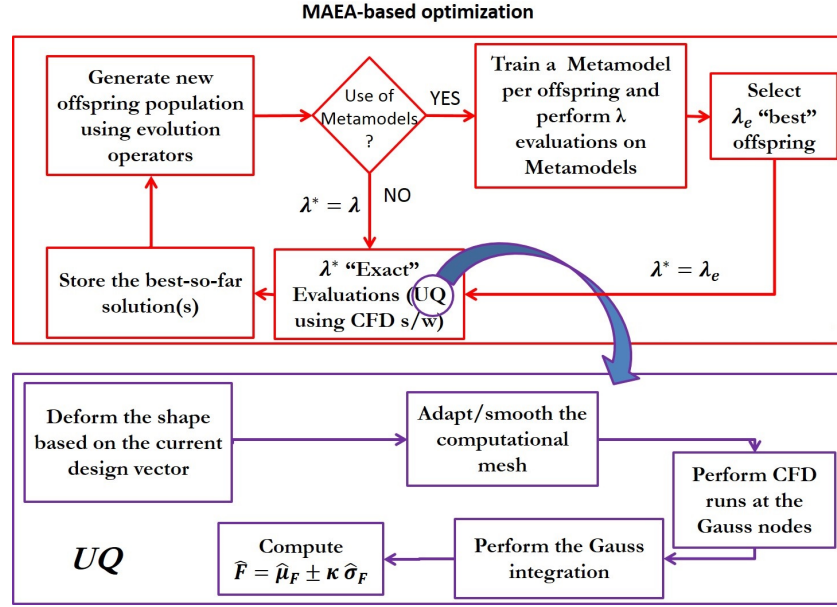 MAEA-based optimization
Generate new
offspring population
using evolution
operators
Use of
Metamodels
?
YES
Train a Metamodel
per offspring and
perform λ
evaluations on
Metamodels
Select
λₑ “best”
offspring
NO
λ* = λ
Store the best-so-far
solution(s)
λ* “Exact”
Evaluations (UQ
using CFD s/w)
λ* = λₑ
Deform the shape
based on the current
design vector
Adapt/smooth the
computational
mesh
Perform CFD
runs at the
Gauss nodes
Perform the Gauss
integration
Compute
F̂ = μ̂_F ± κ σ̂_F
UQ